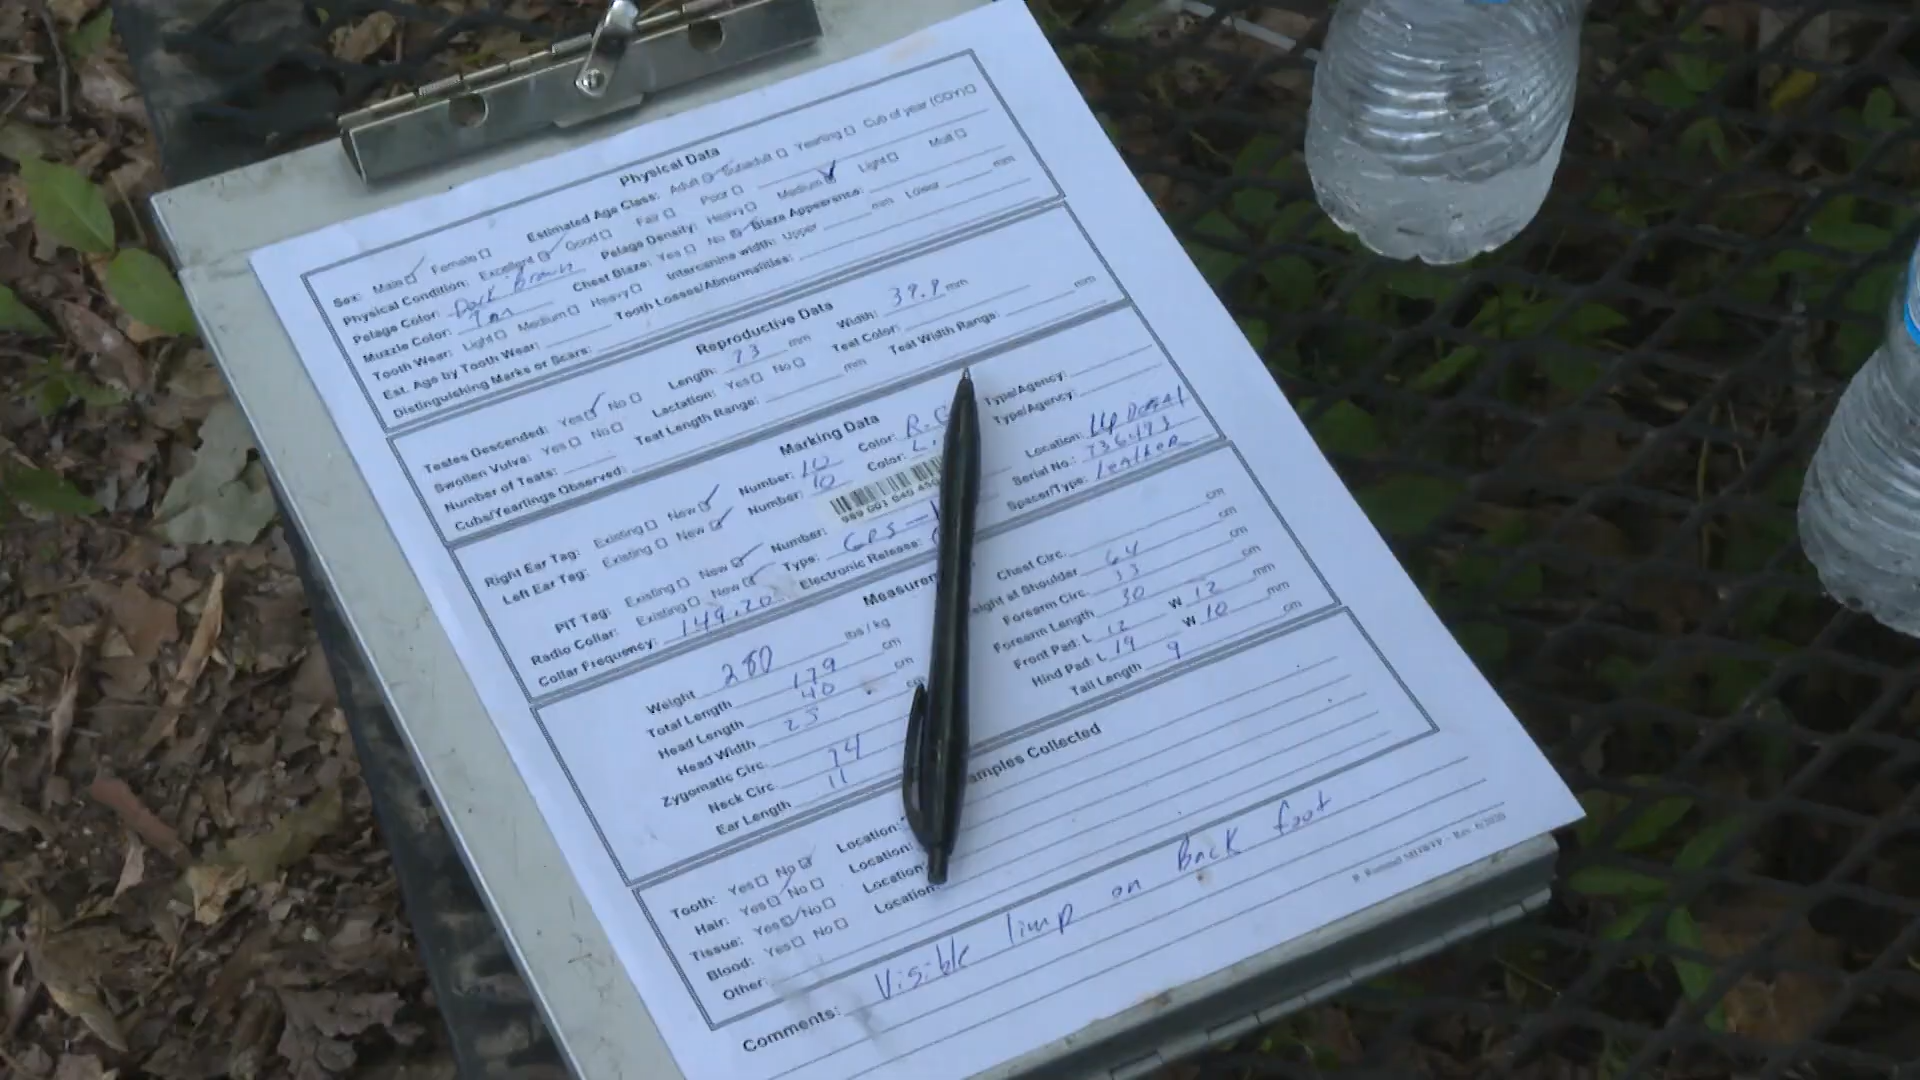 Physical Data
Sex: Male Female Estimated Age Class: Adult Subadult Yearling Cub of year (COY)
Physical Condition: Excellent Good Fair Poor
Pelage Color: Dark brown Pelage Density: Heavy Medium Light Molt
Muzzle Color: Tan Chest Blaze: Yes No Blaze Appearance:
Tooth Wear: Light Medium Heavy Intercanine width: Upper mm Lower mm
Est. Age by Tooth Wear: Tooth Losses/Abnormalities:
Distinguishing Marks or Scars:
Reproductive Data
Testes Descended: Yes No Length: 73 mm Width: 39.9 mm
Swollen Vulva: Yes No Lactation: Yes No Teat Color:
Number of Teats: Teat Length Range: mm Teat Width Range: mm
Cubs/Yearlings Observed:
Marking Data
Right Ear Tag: Existing New Number: 10 Color: Type/Agency:
Left Ear Tag: Existing New Number: 10 Color: Type/Agency:
PIT Tag: Existing New Number: Location:
Radio Collar: Existing New Type: GPS Serial No.: 736493
Collar Frequency: 149.20 Electronic Release: Spacer/Type: Leather
Weight 280 lbs / kg Chest Circ. cm
Total Length 179 cm 64 cm
Head Length 40 cm Forearm Circ. 33 cm
Head Width 25 Forearm Length 30 cm
Zygomatic Circ. Front Pad: L 12 W 12 mm
Neck Circ 74 Hind Pad: L 19 W 10 mm
Ear Length 11 Tail Length 9 cm
Collected
Tooth: Yes No Location:
Hair: Yes No Location:
Tissue: Yes No Location:
Blood: Yes No Location:
Other:
Comments: Visible limp on Back foot